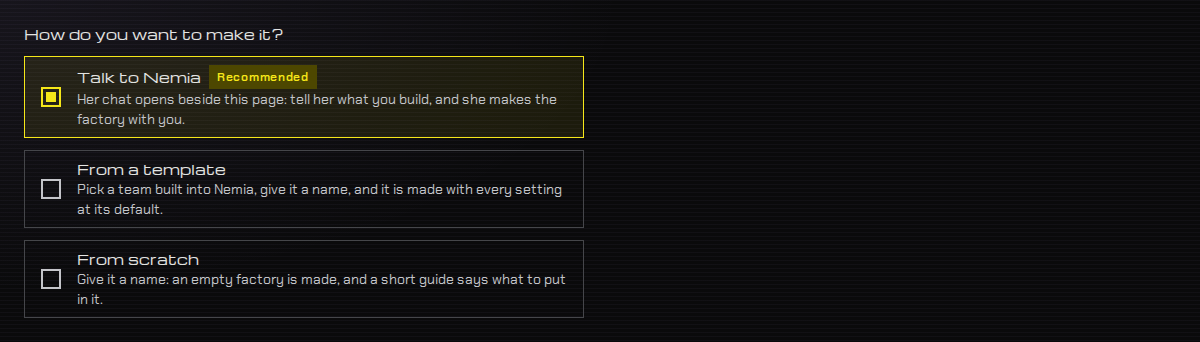 How do you want to make it?
Talk to Nemia Recommended
Her chat opens beside this page: tell her what you build, and she makes the
factory with you.
From a template
Pick a team built into Nemia, give it a name, and it is made with every setting
at its default.
From scratch
Give it a name: an empty factory is made, and a short guide says what to put
in it.